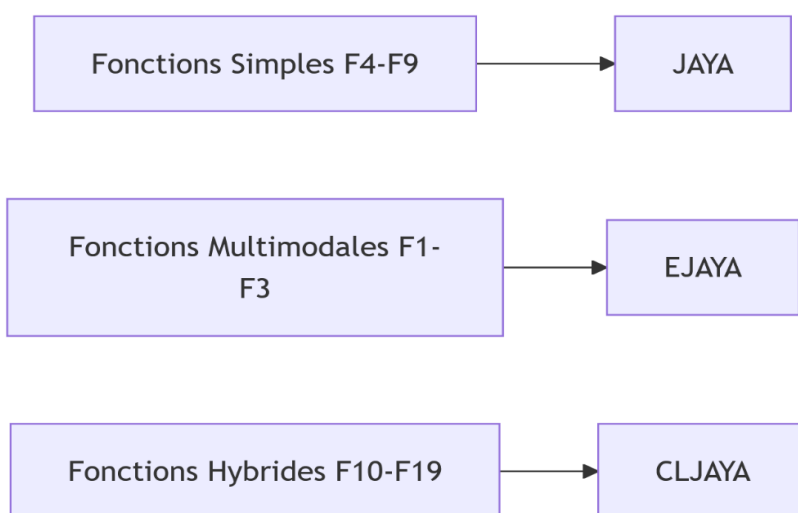 Fonctions Simples F4-F9
JAYA
Fonctions Multimodales F1-
F3
EJAYA
Fonctions Hybrides F10-F19
CLJAYA